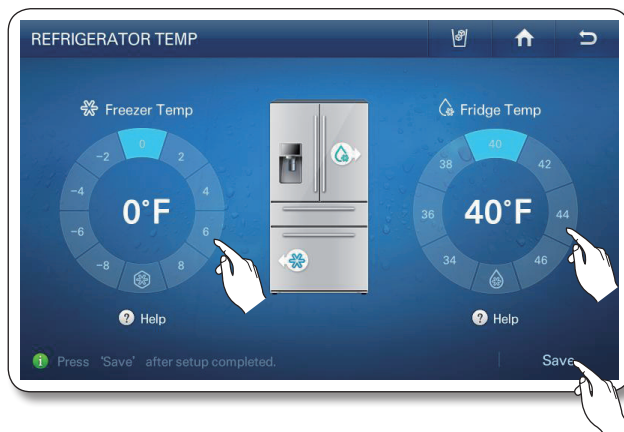 REFRIGERATOR TEMP
Freezer Temp
Fridge Temp
0
-2
2
-4
4
-6
6
-8
8
0°F
40
38
42
36
44
34
46
40°F
Help
Help
Press 'Save' after setup completed.
Save